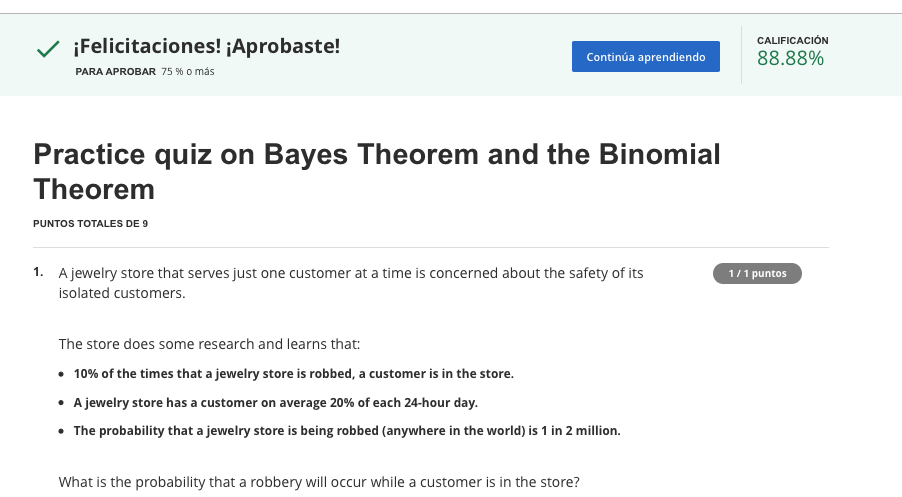 ¡Felicitaciones! ¡Aprobaste!
PARA APROBAR 75 % o más
Continúa aprendiendo
CALIFICACIÓN
88.88%
Practice quiz on Bayes Theorem and the Binomial
Theorem
PUNTOS TOTALES DE 9
1. A jewelry store that serves just one customer at a time is concerned about the safety of its
isolated customers.
1 / 1 puntos
The store does some research and learns that:
• 10% of the times that a jewelry store is robbed, a customer is in the store.
• A jewelry store has a customer on average 20% of each 24-hour day.
• The probability that a jewelry store is being robbed (anywhere in the world) is 1 in 2 million.
What is the probability that a robbery will occur while a customer is in the store?